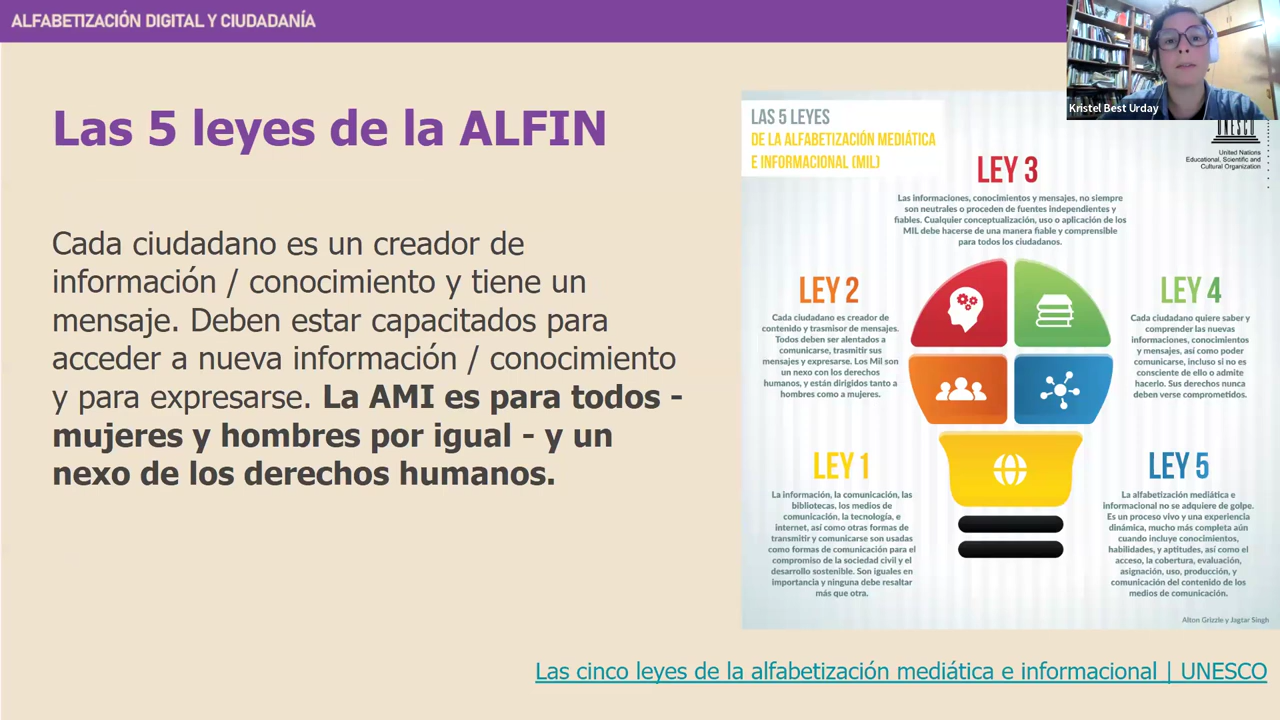 ALFABETIZACIÓN DIGITAL Y CIUDADANÍA
Kristel Best Urday
Las 5 leyes de la ALFIN
Cada ciudadano es un creador de
información / conocimiento y tiene un
mensaje. Deben estar capacitados para
acceder a nueva información / conocimiento
y para expresarse. La AMI es para todos -
mujeres y hombres por igual - y un
nexo de los derechos humanos.
LAS 5 LEYES
DE LA ALFABETIZACIÓN MEDIÁTICA
E INFORMACIONAL (MIL)
UNESCO
United Nations
Educational, Scientific and
Cultural Organization
LEY 3
Las informaciones, conocimientos y mensajes, no siempre
son neutrales o proceden de fuentes independientes y
fiables. Cualquier conceptualización, uso o aplicación de los
MIL debe hacerse de una manera fiable y comprensible
para todos los ciudadanos.
LEY 2
Cada ciudadano es creador de
contenido y trasmisor de mensajes.
Todos deben ser alentados a
comunicarse, trasmitir sus
mensajes y expresarse. Los Mil son
un nexo con los derechos
humanos, y están dirigidos tanto a
hombres como a mujeres.
LEY 4
Cada ciudadano quiere saber y
comprender las nuevas
informaciones, conocimientos
y mensajes, así como poder
comunicarse, incluso si no es
consciente de ello o admite
hacerlo. Sus derechos nunca
deben verse comprometidos.
LEY 1
La información, la comunicación, las
bibliotecas, los medios de
comunicación, la tecnología, e
internet, así como otras formas de
transmitir y comunicarse son usadas
como formas de comunicación para el
compromiso de la sociedad civil y el
desarrollo sostenible. Son iguales en
importancia y ninguna debe resaltar
más que otra.
LEY 5
La alfabetización mediática e
informacional no se adquiere de golpe.
Es un proceso vivo y una experiencia
dinámica, mucho más completa aún
cuando incluye conocimientos,
habilidades, y aptitudes, así como el
acceso, la cobertura, evaluación,
asignación, uso, producción, y
comunicación del contenido de los
medios de comunicación.
Alton Grizzle y Jagtar Singh
Las cinco leyes de la alfabetización mediática e informacional | UNESCO